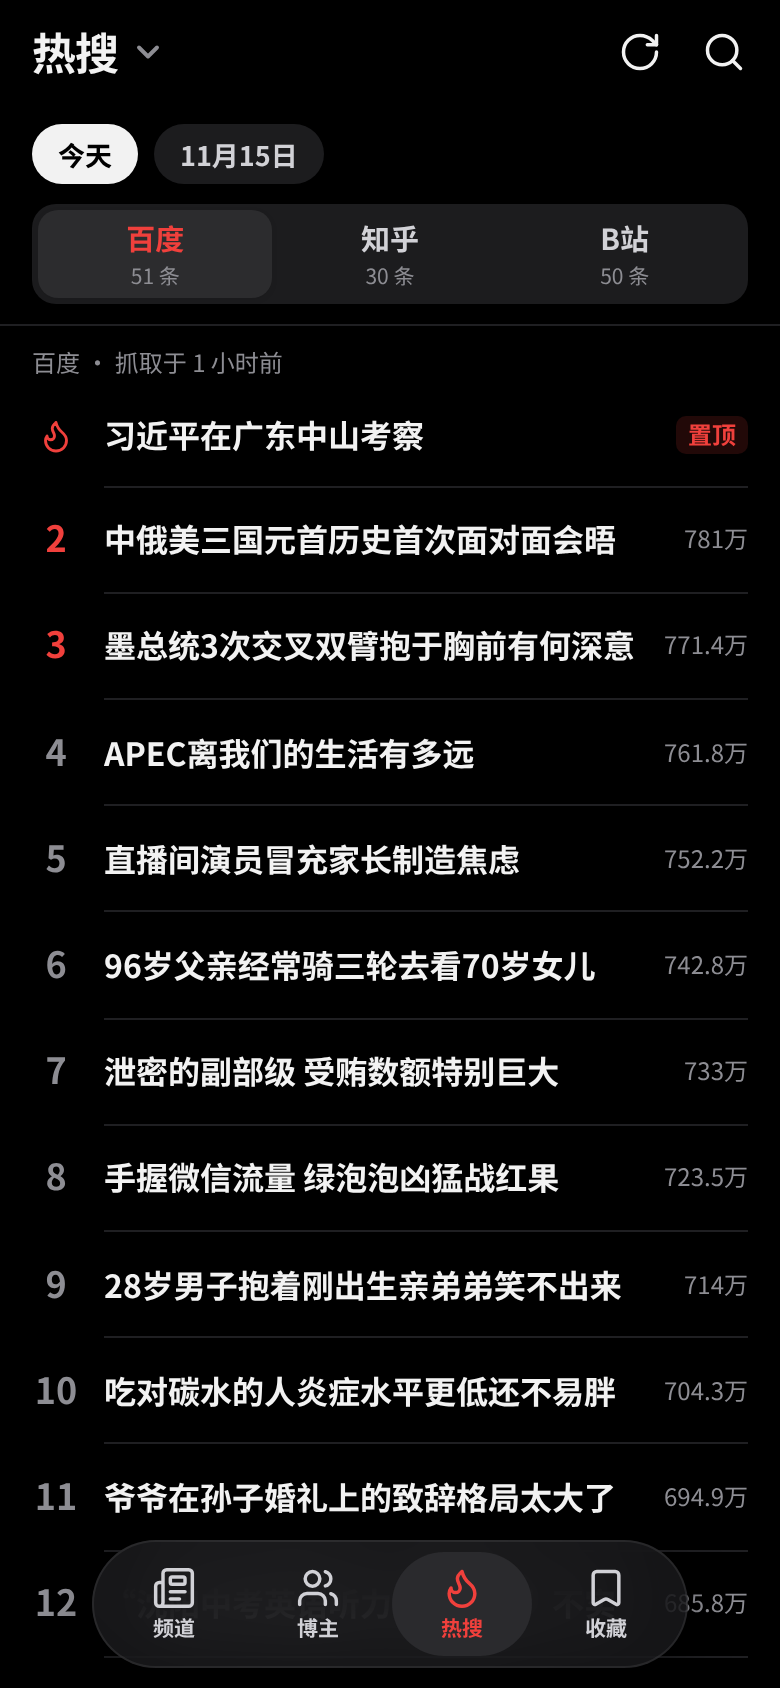 热搜
今天 11月15日
百度 知乎 B站
51 条 30 条 50 条
百度 · 抓取于 1 小时前
习近平在广东中山考察 置顶
2 中俄美三国元首历史首次面对面会晤 781万
3 墨总统3次交叉双臂抱于胸前有何深意 771.4万
4 APEC离我们的生活有多远 761.8万
5 直播间演员冒充家长制造焦虑 752.2万
6 96岁父亲经常骑三轮去看70岁女儿 742.8万
7 泄密的副部级 受贿数额特别巨大 733万
8 手握微信流量 绿泡泡凶猛战红果 723.5万
9 28岁男子抱着刚出生亲弟弟笑不出来 714万
10 吃对碳水的人炎症水平更低还不易胖 704.3万
11 爷爷在孙子婚礼上的致辞格局太大了 694.9万
12 685.8万
频道 博主 热搜 收藏